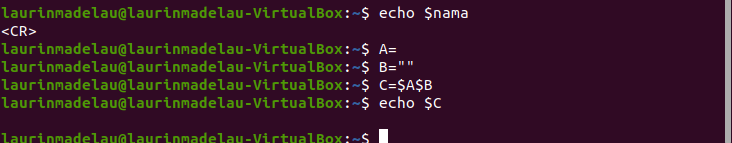 laurinmadelau@laurinmadelau-VirtualBox:~$ echo $nama
<CR>
laurinmadelau@laurinmadelau-VirtualBox:~$ A=
laurinmadelau@laurinmadelau-VirtualBox:~$ B=""
laurinmadelau@laurinmadelau-VirtualBox:~$ C=$A$B
laurinmadelau@laurinmadelau-VirtualBox:~$ echo $C

laurinmadelau@laurinmadelau-VirtualBox:~$